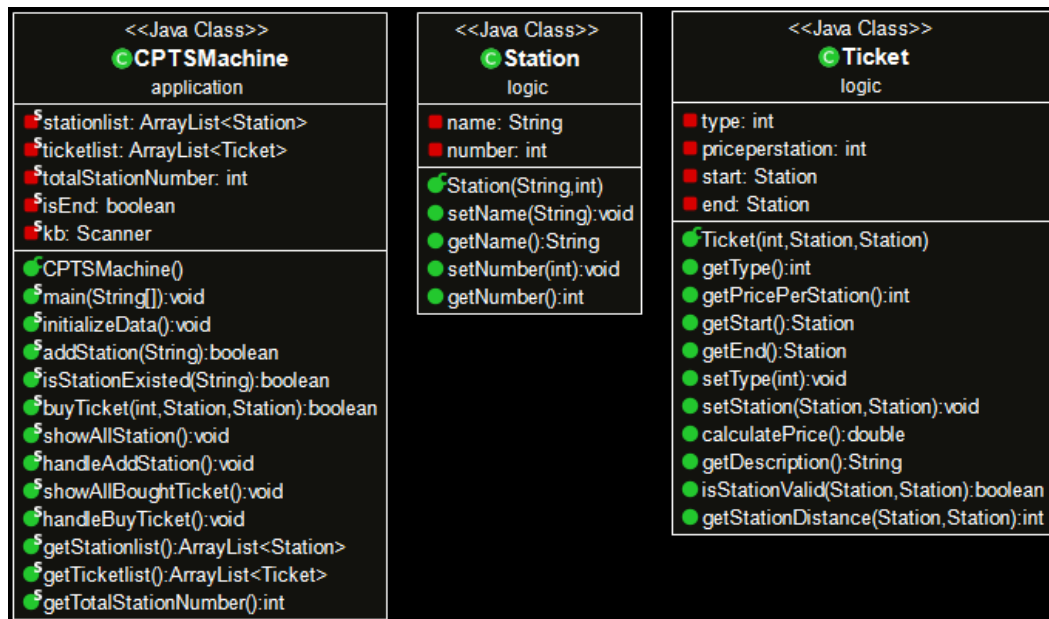 <<Java Class>>
CPTSMachine
application
stationlist: ArrayList<Station>
ticketlist: ArrayList<Ticket>
totalStationNumber: int
isEnd: boolean
kb: Scanner
CPTSMachine()
main(String[]):void
initializeData():void
addStation(String):boolean
isStationExisted(String):boolean
buyTicket(int,Station,Station):boolean
showAllStation():void
handleAddStation():void
showAllBoughtTicket():void
handleBuyTicket():void
getStationlist():ArrayList<Station>
getTicketlist():ArrayList<Ticket>
getTotalStationNumber():int
<<Java Class>>
Station
logic
name: String
number: int
Station(String,int)
setName(String):void
getName():String
setNumber(int):void
getNumber():int
<<Java Class>>
Ticket
logic
type: int
priceperstation: int
start: Station
end: Station
Ticket(int,Station,Station)
getType():int
getPricePerStation():int
getStart():Station
getEnd():Station
setType(int):void
setStation(Station,Station):void
calculatePrice():double
getDescription():String
isStationValid(Station,Station):boolean
getStationDistance(Station,Station):int